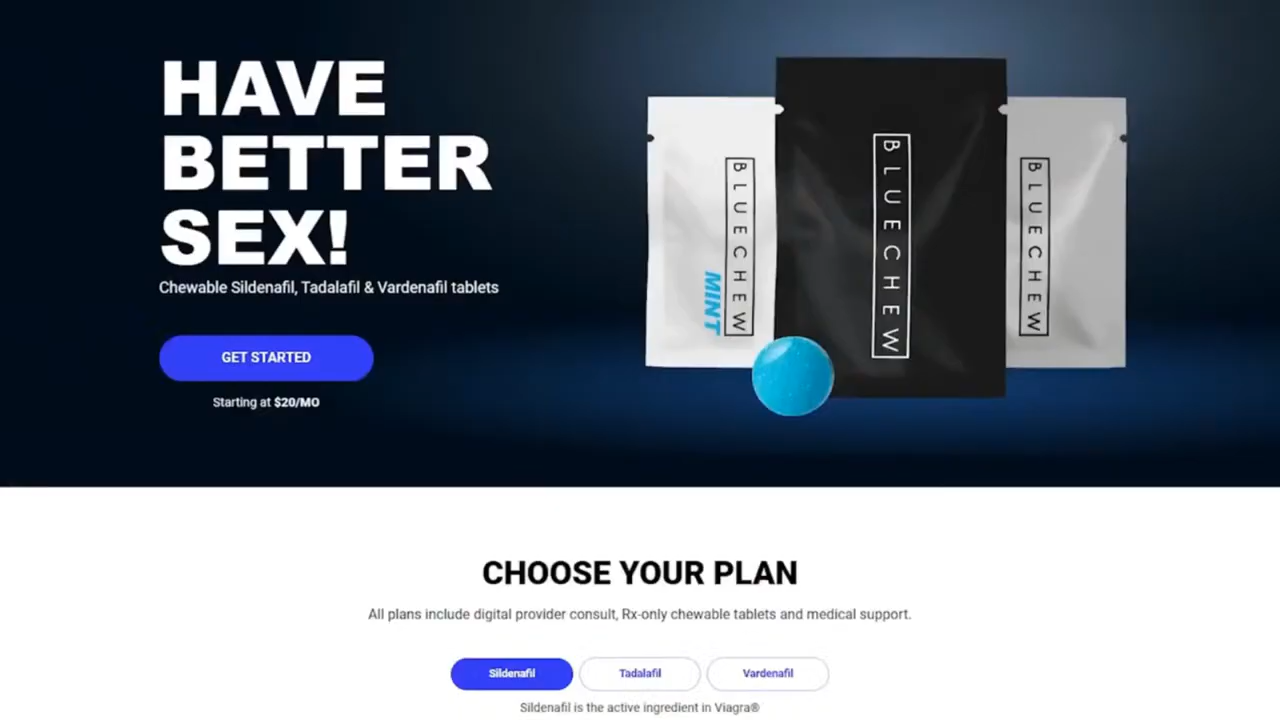 HAVE
BETTER
SEX!
Chewable Sildenafil, Tadalafil & Vardenafil tablets
GET STARTED
Starting at $20/MO
BLUECHEW
MINT
BLUECHEW
BLUECHEW
CHOOSE YOUR PLAN
All plans include digital provider consult, Rx-only chewable tablets and medical support.
Sildenafil
Tadalafil
Vardenafil
Sildenafil is the active ingredient in Viagra®